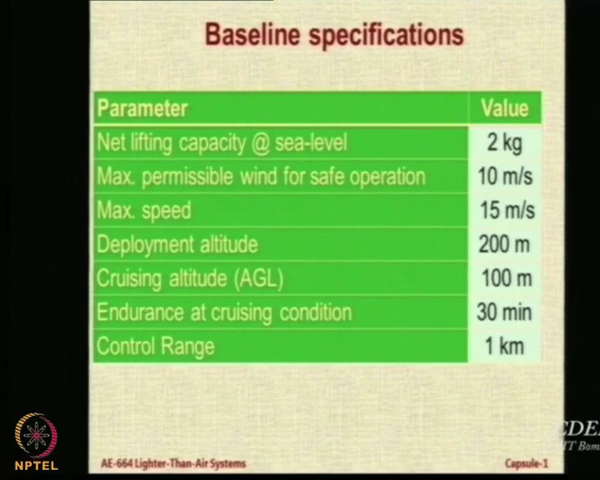 Baseline specifications
Parameter Value
Net lifting capacity @ sea-level 2 kg
Max. permissible wind for safe operation 10 m/s
Max. speed 15 m/s
Deployment altitude 200 m
Cruising altitude (AGL) 100 m
Endurance at cruising condition 30 min
Control Range 1 km
NPTEL
AE-664 Lighter-Than-Air Systems Capsule-1